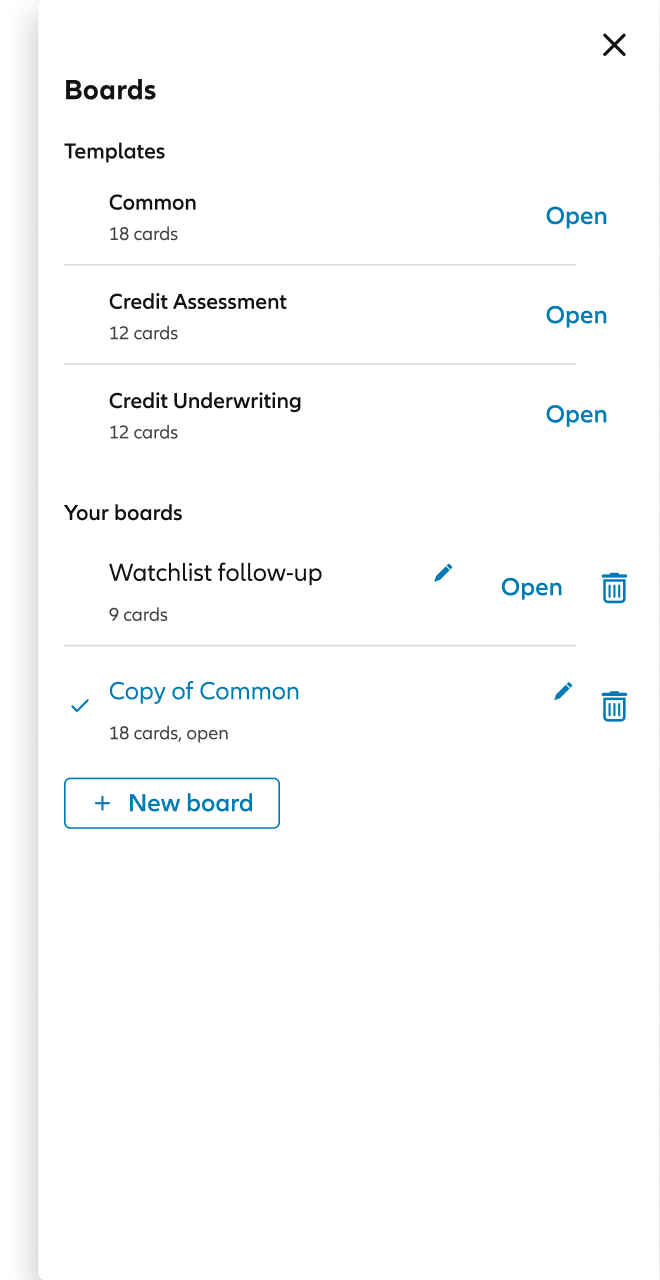 Boards
Templates
Common
18 cards
Open
Credit Assessment
12 cards
Open
Credit Underwriting
12 cards
Open
Your boards
Watchlist follow-up
9 cards
Open
Copy of Common
18 cards, open
+ New board